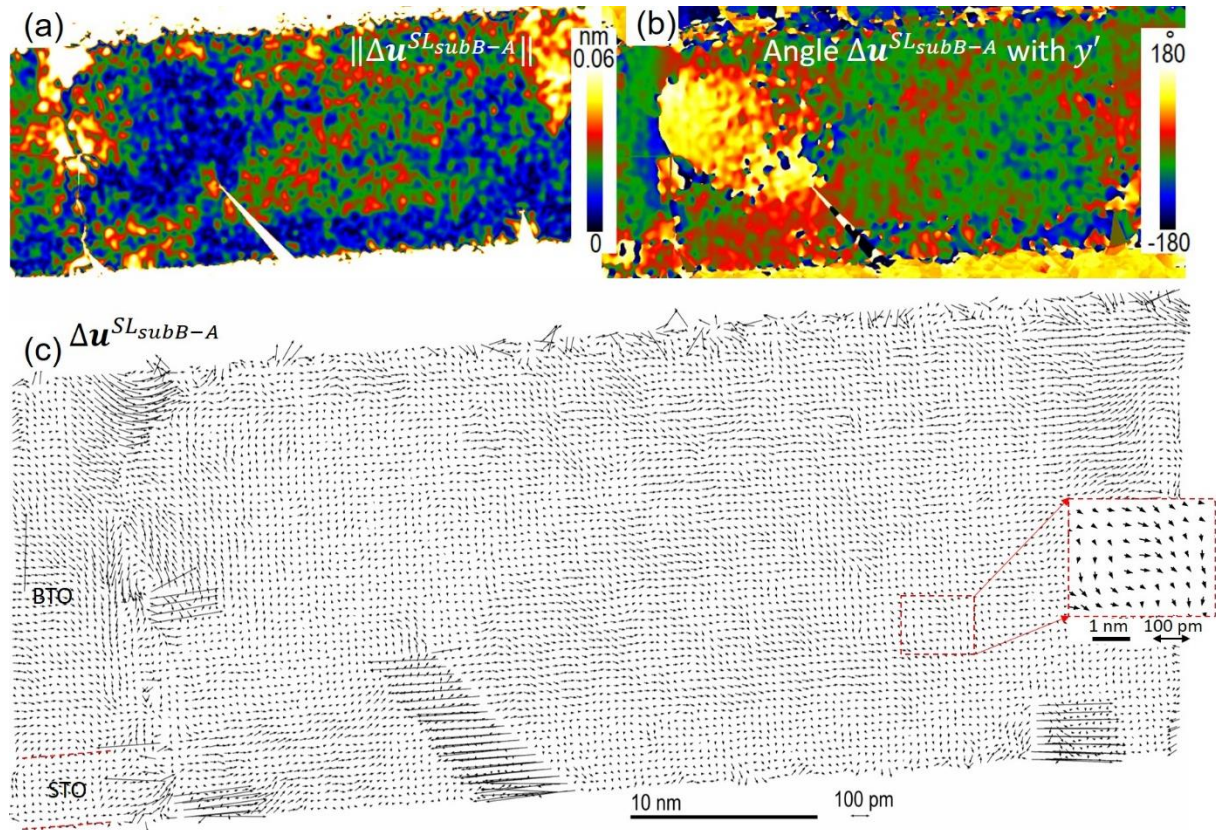 (a)
‖Δ𝒖^{SL_{subB−A}}‖
nm
0.06
0
(b)
Angle Δ𝒖^{SL_{subB−A}} with y′
°
180
-180
(c) Δ𝒖^{SL_{subB−A}}
BTO
STO
1 nm 100 pm
10 nm 100 pm